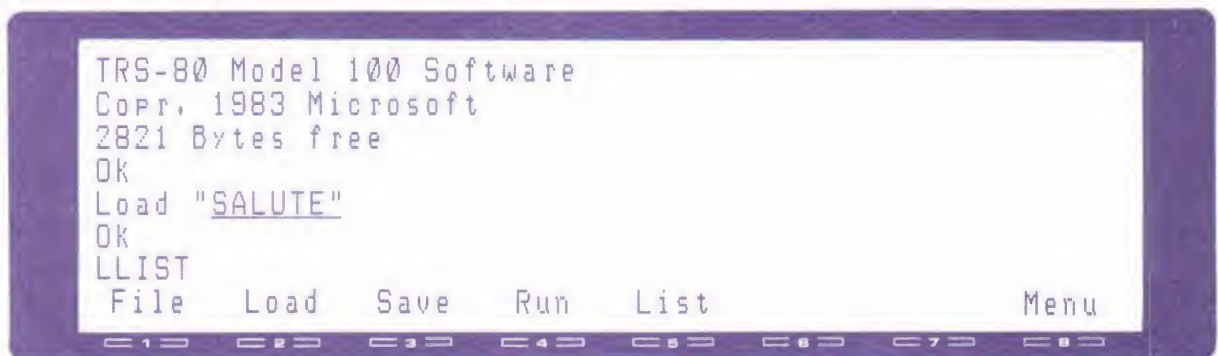 TRS-80 Model 100 Software
Copr. 1983 Microsoft
2821 Bytes free
OK
Load "SALUTE"
OK
LLIST
File Load Save Run List Menu
1 2 3 4 5 6 7 8